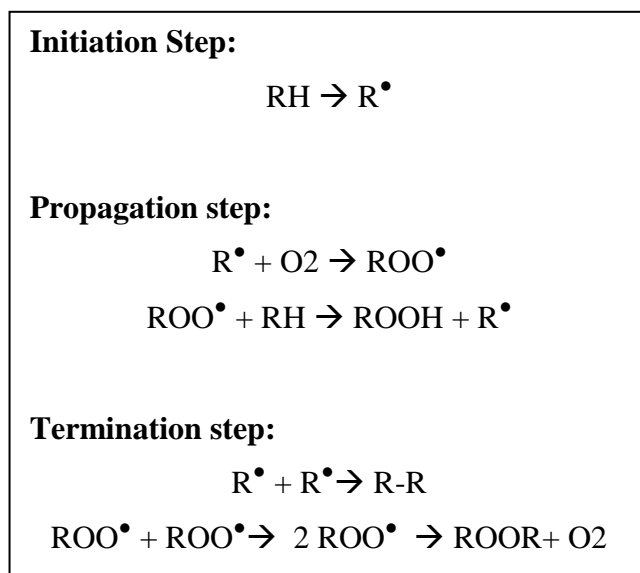 Initiation Step:
RH → R•
Propagation step:
R• + O2 → ROO•
ROO• + RH → ROOH + R•
Termination step:
R• + R•→ R-R
ROO• + ROO•→ 2 ROO• → ROOR+ O2